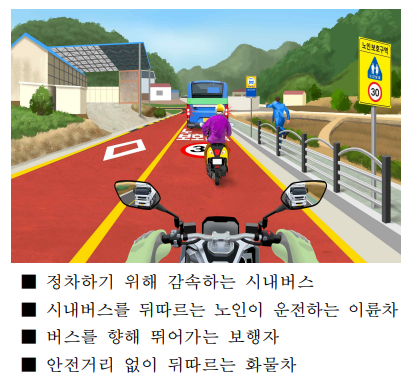 노인보호구역
30
보호
3
■ 정차하기 위해 감속하는 시내버스
■ 시내버스를 뒤따르는 노인이 운전하는 이륜차
■ 버스를 향해 뛰어가는 보행자
■ 안전거리 없이 뒤따르는 화물차